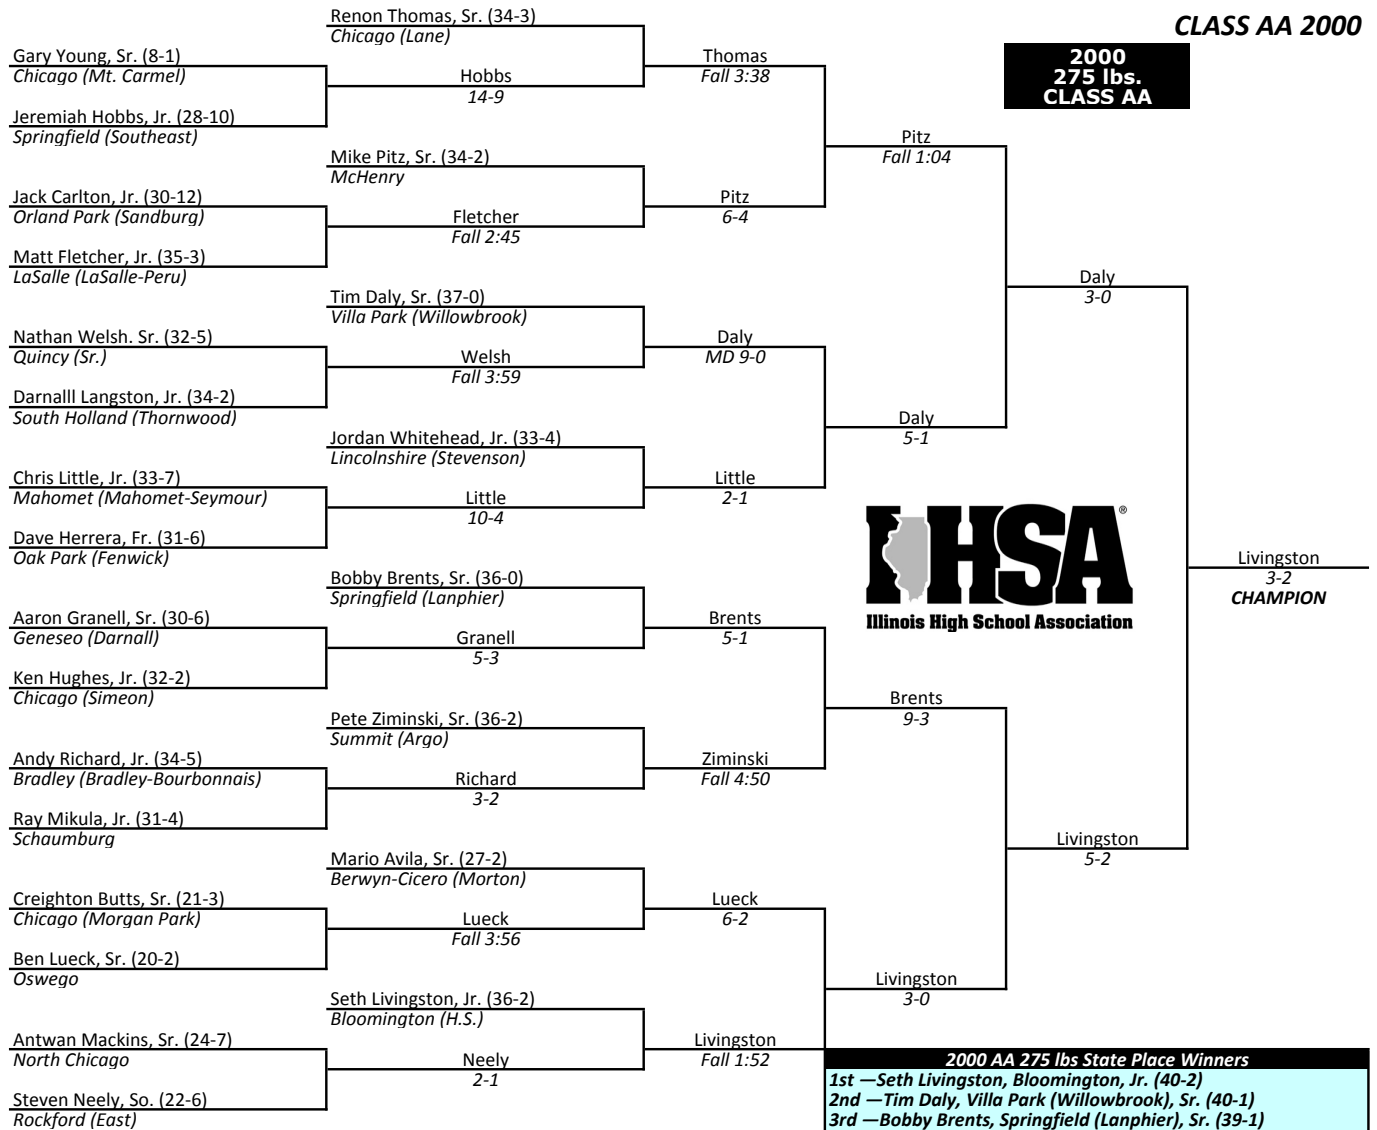 CLASS AA 2000
2000
275 lbs.
CLASS AA
Gary Young, Sr. (8-1)
Chicago (Mt. Carmel)
Jeremiah Hobbs, Jr. (28-10)
Springfield (Southeast)
Jack Carlton, Jr. (30-12)
Orland Park (Sandburg)
Matt Fletcher, Jr. (35-3)
LaSalle (LaSalle-Peru)
Nathan Welsh. Sr. (32-5)
Quincy (Sr.)
Darnalll Langston, Jr. (34-2)
South Holland (Thornwood)
Chris Little, Jr. (33-7)
Mahomet (Mahomet-Seymour)
Dave Herrera, Fr. (31-6)
Oak Park (Fenwick)
Aaron Granell, Sr. (30-6)
Geneseo (Darnall)
Ken Hughes, Jr. (32-2)
Chicago (Simeon)
Andy Richard, Jr. (34-5)
Bradley (Bradley-Bourbonnais)
Ray Mikula, Jr. (31-4)
Schaumburg
Creighton Butts, Sr. (21-3)
Chicago (Morgan Park)
Ben Lueck, Sr. (20-2)
Oswego
Antwan Mackins, Sr. (24-7)
North Chicago
Steven Neely, So. (22-6)
Rockford (East)
Renon Thomas, Sr. (34-3)
Chicago (Lane)
Hobbs
14-9
Mike Pitz, Sr. (34-2)
McHenry
Fletcher
Fall 2:45
Tim Daly, Sr. (37-0)
Villa Park (Willowbrook)
Welsh
Fall 3:59
Jordan Whitehead, Jr. (33-4)
Lincolnshire (Stevenson)
Little
10-4
Bobby Brents, Sr. (36-0)
Springfield (Lanphier)
Granell
5-3
Pete Ziminski, Sr. (36-2)
Summit (Argo)
Richard
3-2
Mario Avila, Sr. (27-2)
Berwyn-Cicero (Morton)
Lueck
Fall 3:56
Seth Livingston, Jr. (36-2)
Bloomington (H.S.)
Neely
2-1
Thomas
Fall 3:38
Pitz
6-4
Daly
MD 9-0
Little
2-1
Brents
5-1
Ziminski
Fall 4:50
Lueck
6-2
Livingston
Fall 1:52
Pitz
Fall 1:04
Daly
5-1
Brents
9-3
Livingston
3-0
Daly
3-0
Livingston
5-2
Livingston
3-2
CHAMPION
IHSA®
Illinois High School Association
2000 AA 275 lbs State Place Winners
1st —Seth Livingston, Bloomington, Jr. (40-2)
2nd —Tim Daly, Villa Park (Willowbrook), Sr. (40-1)
3rd —Bobby Brents, Springfield (Lanphier), Sr. (39-1)